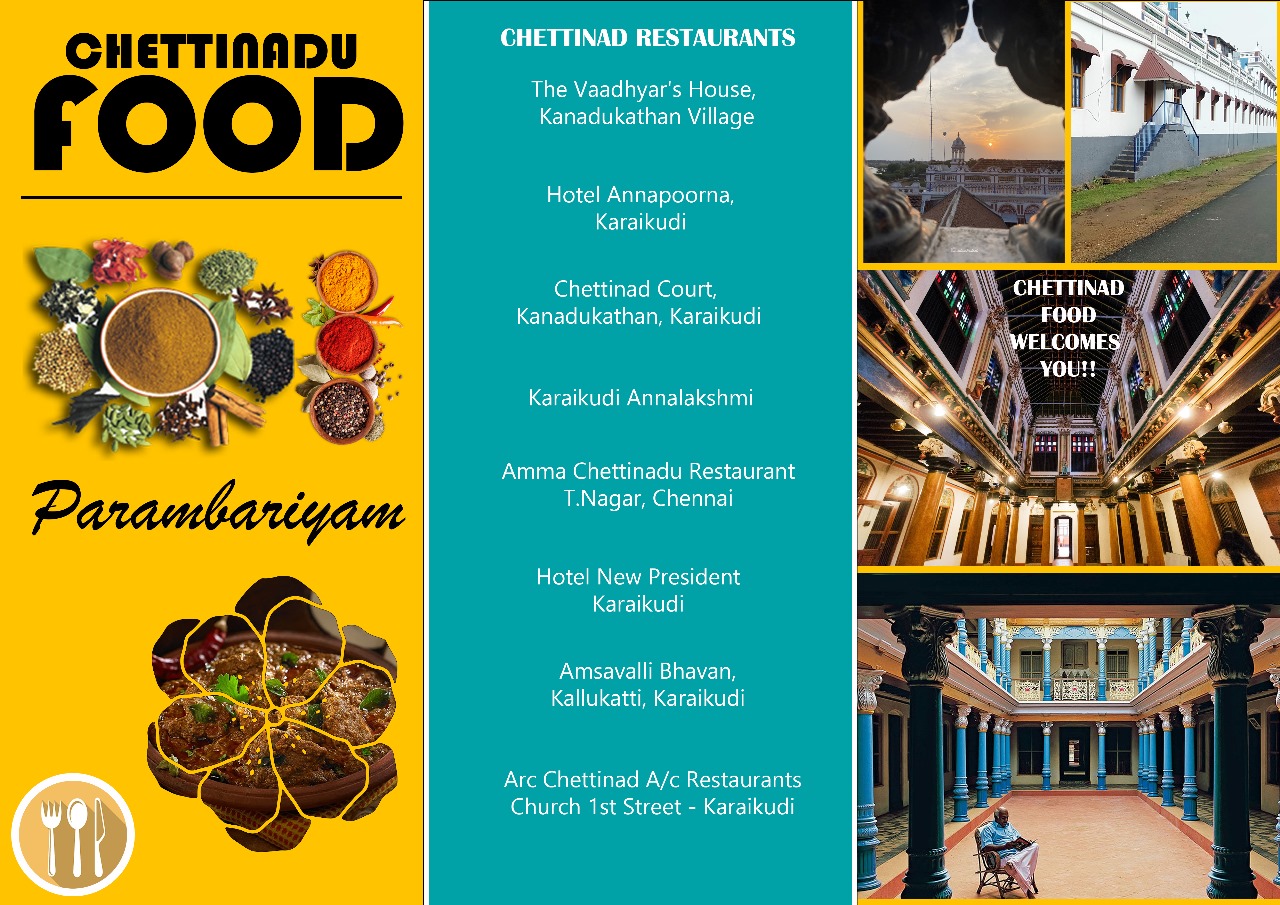 CHETTINADU
FOOD
Parambariyam
CHETTINAD RESTAURANTS
The Vaadhyar's House,
Kanadukathan Village
Hotel Annapoorna,
Karaikudi
Chettinad Court,
Kanadukathan, Karaikudi
Karaikudi Annalakshmi
Amma Chettinadu Restaurant
T.Nagar, Chennai
Hotel New President
Karaikudi
Amsavalli Bhavan,
Kallukatti, Karaikudi
Arc Chettinad A/c Restaurants
Church 1st Street - Karaikudi
CHETTINAD
FOOD
WELCOMES
YOU!!